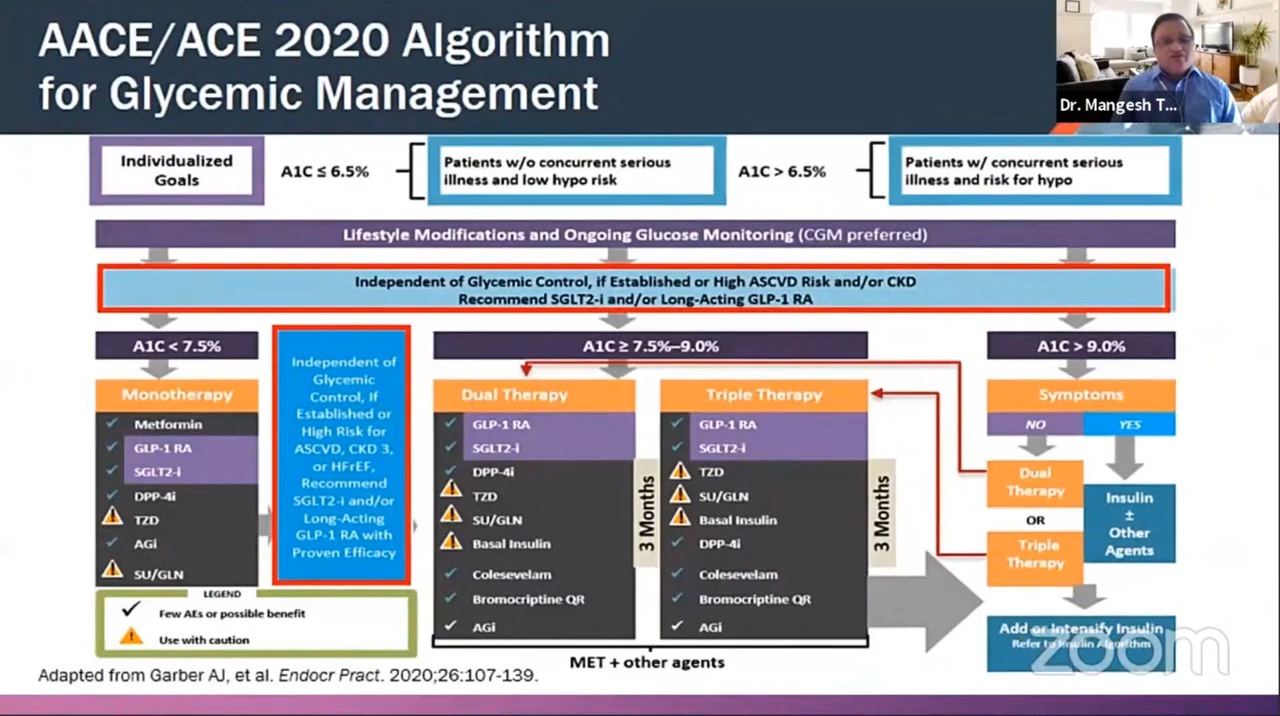 AACE/ACE 2020 Algorithm
for Glycemic Management
Dr. Mangesh T...
Individualized
Goals
A1C ≤ 6.5%
Patients w/o concurrent serious
illness and low hypo risk
A1C > 6.5%
Patients w/ concurrent serious
illness and risk for hypo
Lifestyle Modifications and Ongoing Glucose Monitoring (CGM preferred)
Independent of Glycemic Control, if Established or High ASCVD Risk and/or CKD
Recommend SGLT2-i and/or Long-Acting GLP-1 RA
A1C < 7.5%
Monotherapy
Metformin
GLP-1 RA
SGLT2-i
DPP-4i
TZD
AGi
SU/GLN
Independent of
Glycemic
Control, if
Established or
High Risk for
ASCVD, CKD 3,
or HFrEF,
Recommend
SGLT2-i and/or
Long-Acting
GLP-1 RA with
Proven Efficacy
A1C ≥ 7.5%–9.0%
Dual Therapy
GLP-1 RA
SGLT2-i
DPP-4i
TZD
SU/GLN
Basal Insulin
Colesevelam
Bromocriptine QR
AGi
3 Months
Triple Therapy
GLP-1 RA
SGLT2-i
TZD
SU/GLN
Basal Insulin
DPP-4i
Colesevelam
Bromocriptine QR
AGi
3 Months
MET + other agents
A1C > 9.0%
Symptoms
NO
YES
Dual
Therapy
OR
Triple
Therapy
Insulin
±
Other
Agents
Add or Intensify Insulin
Refer to Insulin Algorithm
LEGEND
Few AEs or possible benefit
Use with caution
Adapted from Garber AJ, et al. Endocr Pract. 2020;26:107-139.
zoom